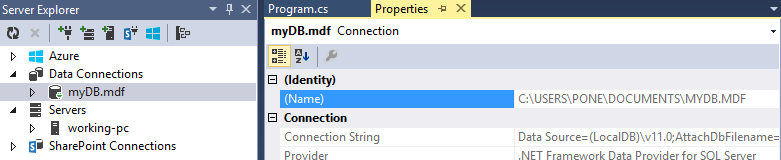 Server Explorer
Azure
Data Connections
myDB.mdf
Servers
working-pc
SharePoint Connections
Program.cs
Properties
myDB.mdf Connection
(Identity)
(Name) C:\USERS\PONE\DOCUMENTS\MYDB.MDF
Connection
Connection String Data Source=(LocalDB)\v11.0;AttachDbFilename=
Provider .NET Framework Data Provider for SQL Server